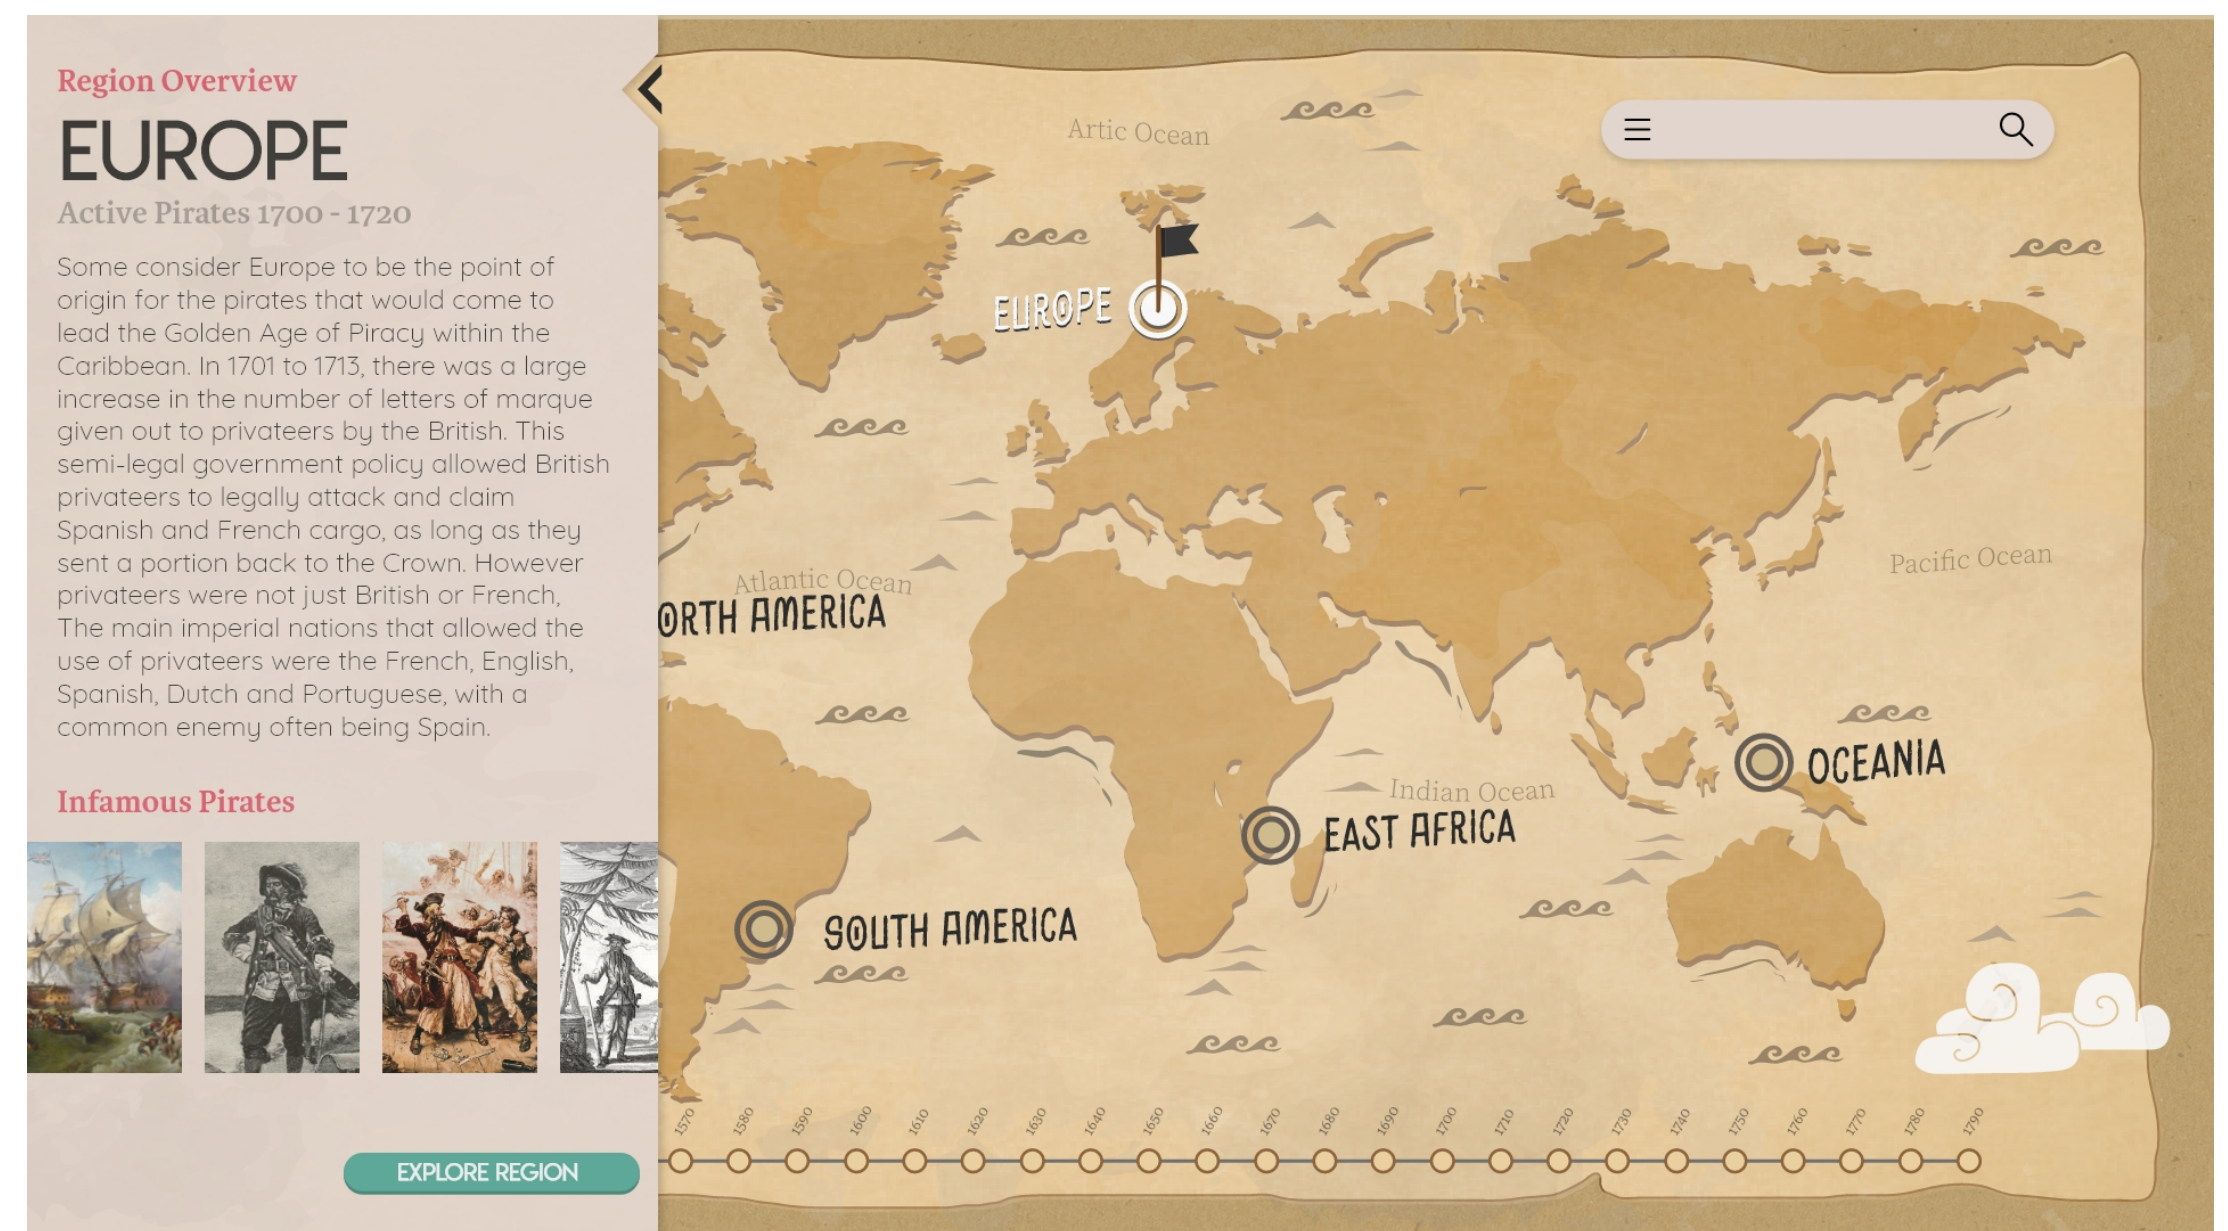 Region Overview
EUROPE
Active Pirates 1700 - 1720
Some consider Europe to be the point of
origin for the pirates that would come to
lead the Golden Age of Piracy within the
Caribbean. In 1701 to 1713, there was a large
increase in the number of letters of marque
given out to privateers by the British. This
semi-legal government policy allowed British
privateers to legally attack and claim
Spanish and French cargo, as long as they
sent a portion back to the Crown. However
privateers were not just British or French,
The main imperial nations that allowed the
use of privateers were the French, English,
Spanish, Dutch and Portuguese, with a
common enemy often being Spain.
Infamous Pirates
EXPLORE REGION
Artic Ocean
EUROPE
Atlantic Ocean
ORTH AMERICA
Pacific Ocean
OCEANIA
Indian Ocean
EAST AFRICA
SOUTH AMERICA
1570 1580 1590 1600 1610 1620 1630 1640 1650 1660 1670 1680 1690 1700 1710 1720 1730 1740 1750 1760 1770 1780 1790